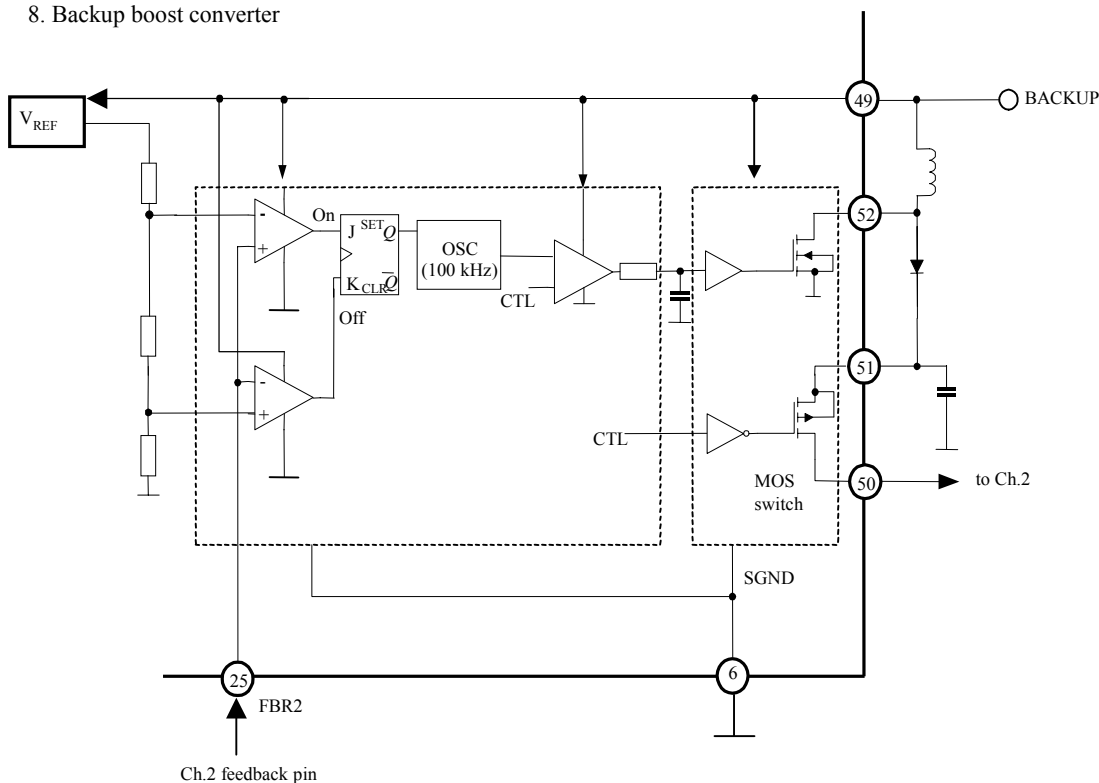 8. Backup boost converter
49
BACKUP
VREF
52
-
+
On
J SET Q
K CLR Q
OSC
(100 kHz)
CTL
Off
51
-
+
CTL
MOS
switch
50
to Ch.2
SGND
25
FBR2
6
Ch.2 feedback pin